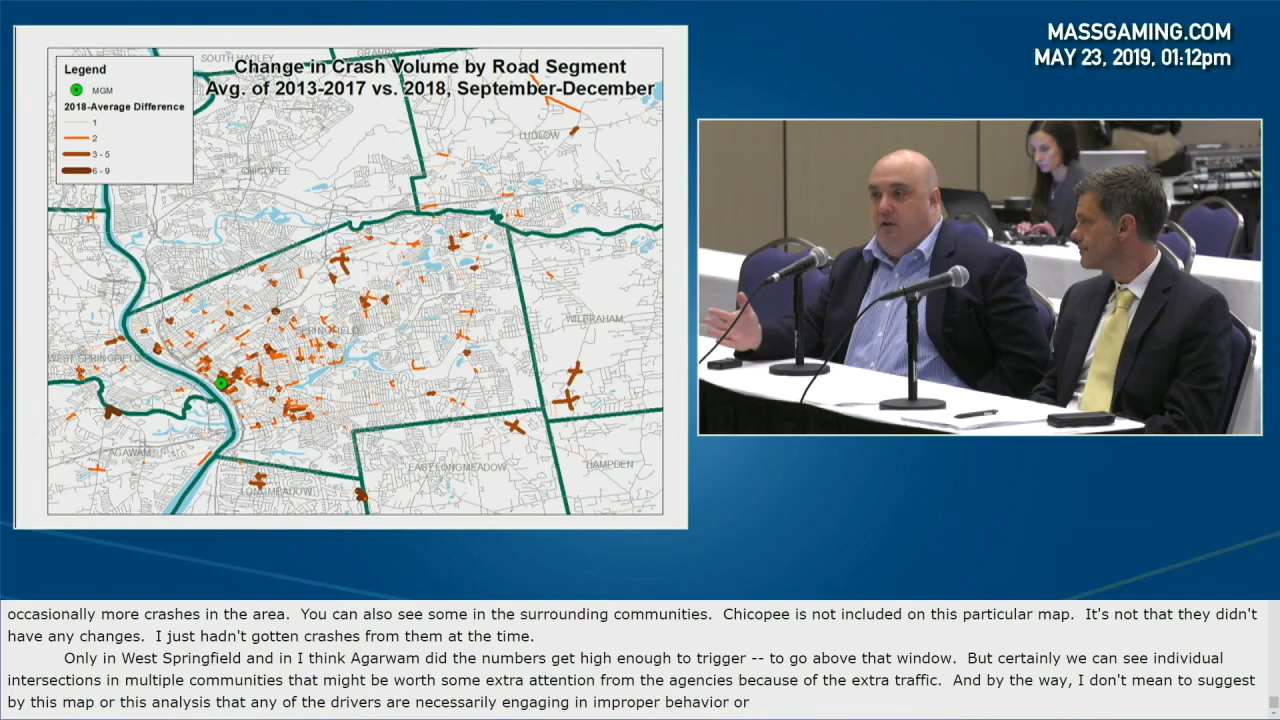 MASSGAMING.COM
MAY 23, 2019, 01:12pm
Change in Crash Volume by Road Segment
Avg. of 2013-2017 vs. 2018, September-December
Legend
MGM
2018-Average Difference
1
2
3 - 5
6 - 9
SOUTH HADLEY
GRANBY
LUDLOW
CHICOPEE
SPRINGFIELD
WILBRAHAM
WEST SPRINGFIELD
AGAWAM
LONGMEADOW
EAST LONGMEADOW
HAMPDEN
occasionally more crashes in the area. You can also see some in the surrounding communities. Chicopee is not included on this particular map. It's not that they didn't
have any changes. I just hadn't gotten crashes from them at the time.
Only in West Springfield and in I think Agarwam did the numbers get high enough to trigger -- to go above that window. But certainly we can see individual
intersections in multiple communities that might be worth some extra attention from the agencies because of the extra traffic. And by the way, I don't mean to suggest
by this map or this analysis that any of the drivers are necessarily engaging in improper behavior or